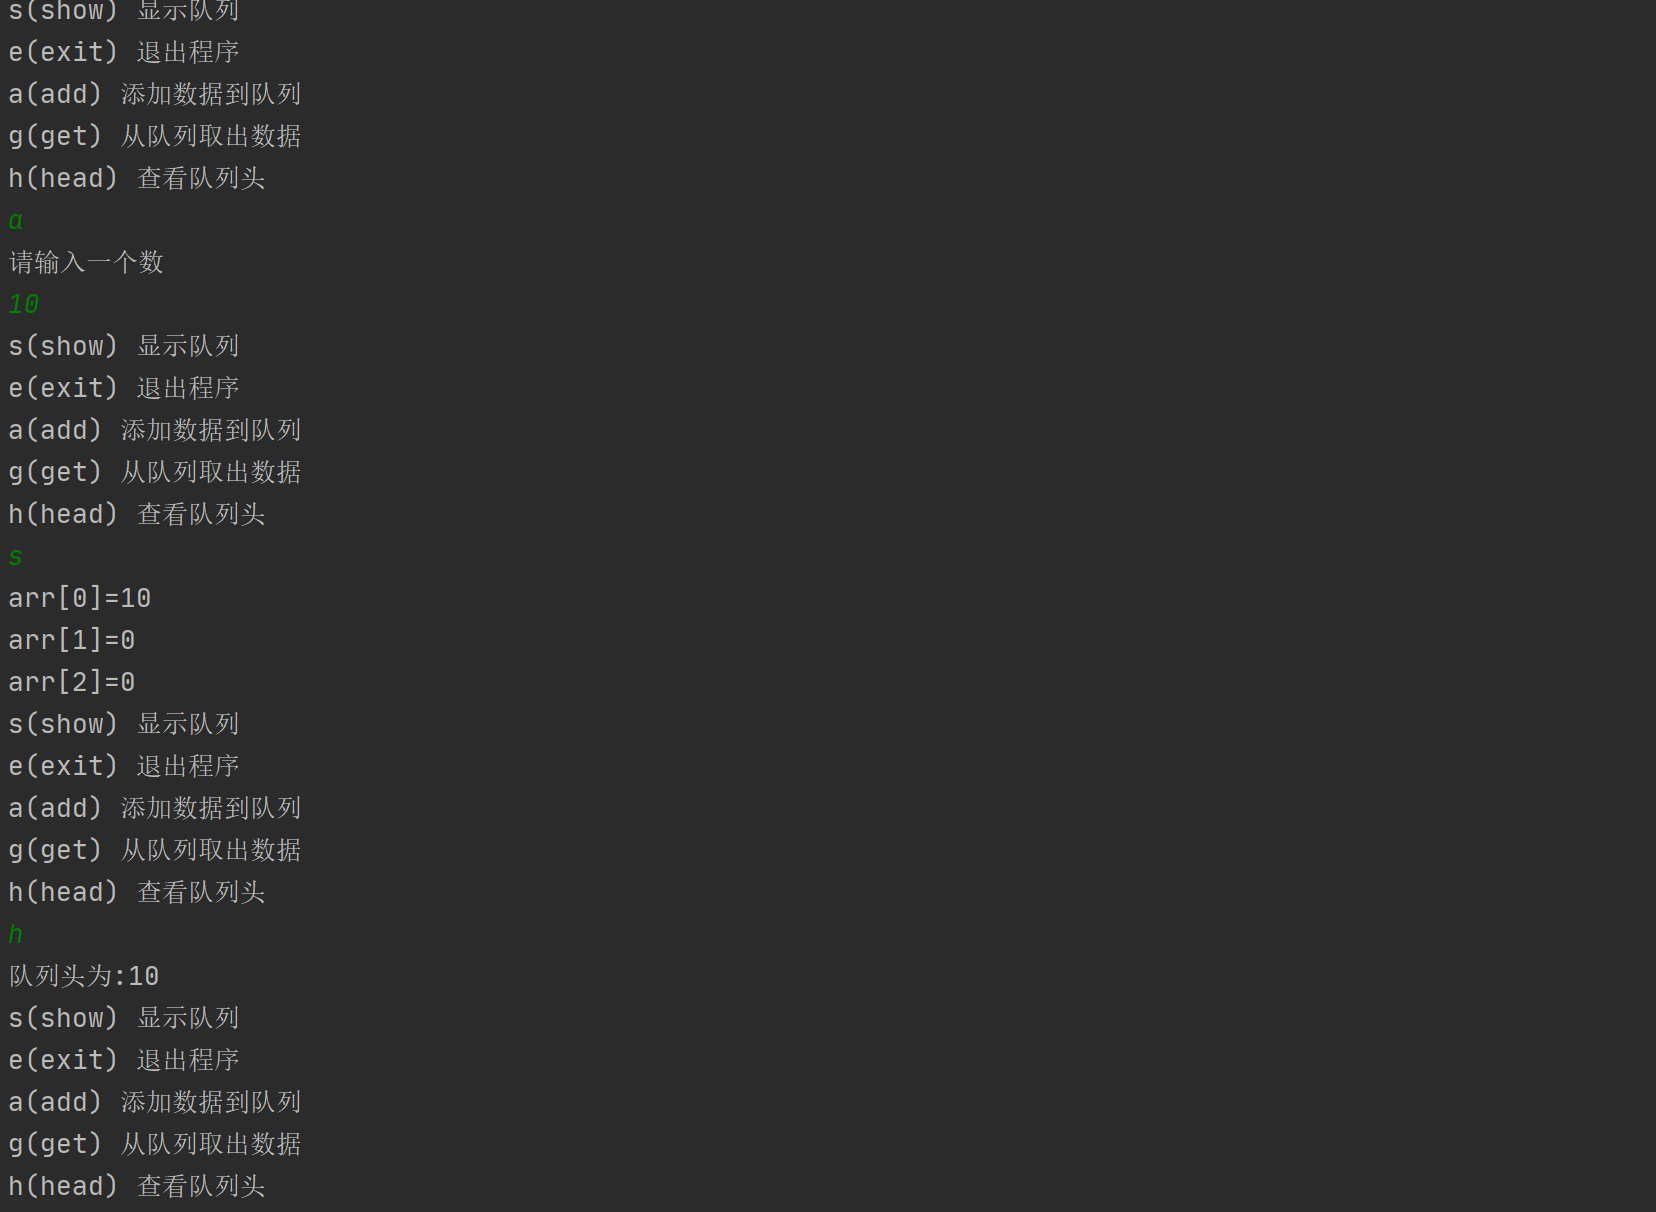 s(show) 显示队列
e(exit) 退出程序
a(add) 添加数据到队列
g(get) 从队列取出数据
h(head) 查看队列头
a
请输入一个数
10
s(show) 显示队列
e(exit) 退出程序
a(add) 添加数据到队列
g(get) 从队列取出数据
h(head) 查看队列头
s
arr[0]=10
arr[1]=0
arr[2]=0
s(show) 显示队列
e(exit) 退出程序
a(add) 添加数据到队列
g(get) 从队列取出数据
h(head) 查看队列头
h
队列头为:10
s(show) 显示队列
e(exit) 退出程序
a(add) 添加数据到队列
g(get) 从队列取出数据
h(head) 查看队列头